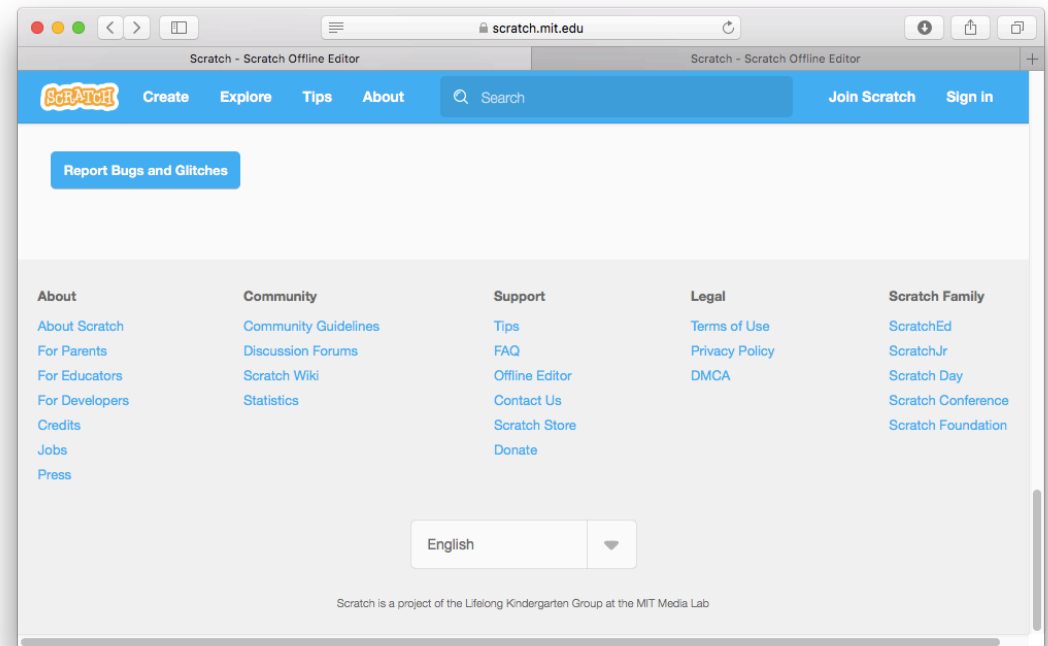 scratch.mit.edu
Scratch - Scratch Offline Editor
Scratch - Scratch Offline Editor
SCRATCH Create Explore Tips About Search Join Scratch Sign in
Report Bugs and Glitches
About
About Scratch
For Parents
For Educators
For Developers
Credits
Jobs
Press
Community
Community Guidelines
Discussion Forums
Scratch Wiki
Statistics
Support
Tips
FAQ
Offline Editor
Contact Us
Scratch Store
Donate
Legal
Terms of Use
Privacy Policy
DMCA
Scratch Family
ScratchEd
ScratchJr
Scratch Day
Scratch Conference
Scratch Foundation
English
Scratch is a project of the Lifelong Kindergarten Group at the MIT Media Lab